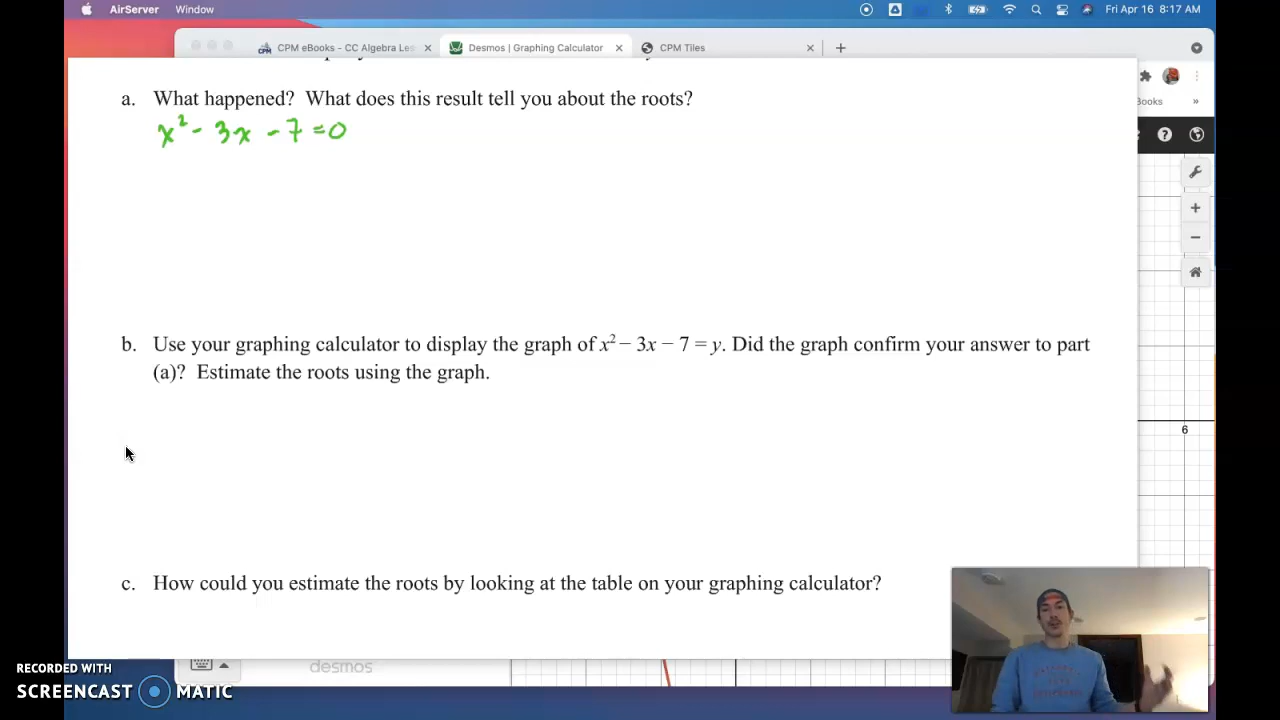 AirServer Window Fri Apr 16 8:17 AM
CPM eBooks - CC Algebra Les × Desmos | Graphing Calculator × CPM Tiles × +
a. What happened? What does this result tell you about the roots?
Books »
x² - 3x - 7 = 0
b. Use your graphing calculator to display the graph of x² − 3x − 7 = y. Did the graph confirm your answer to part
(a)? Estimate the roots using the graph.
6
c. How could you estimate the roots by looking at the table on your graphing calculator?
desmos
RECORDED WITH
SCREENCAST MATIC